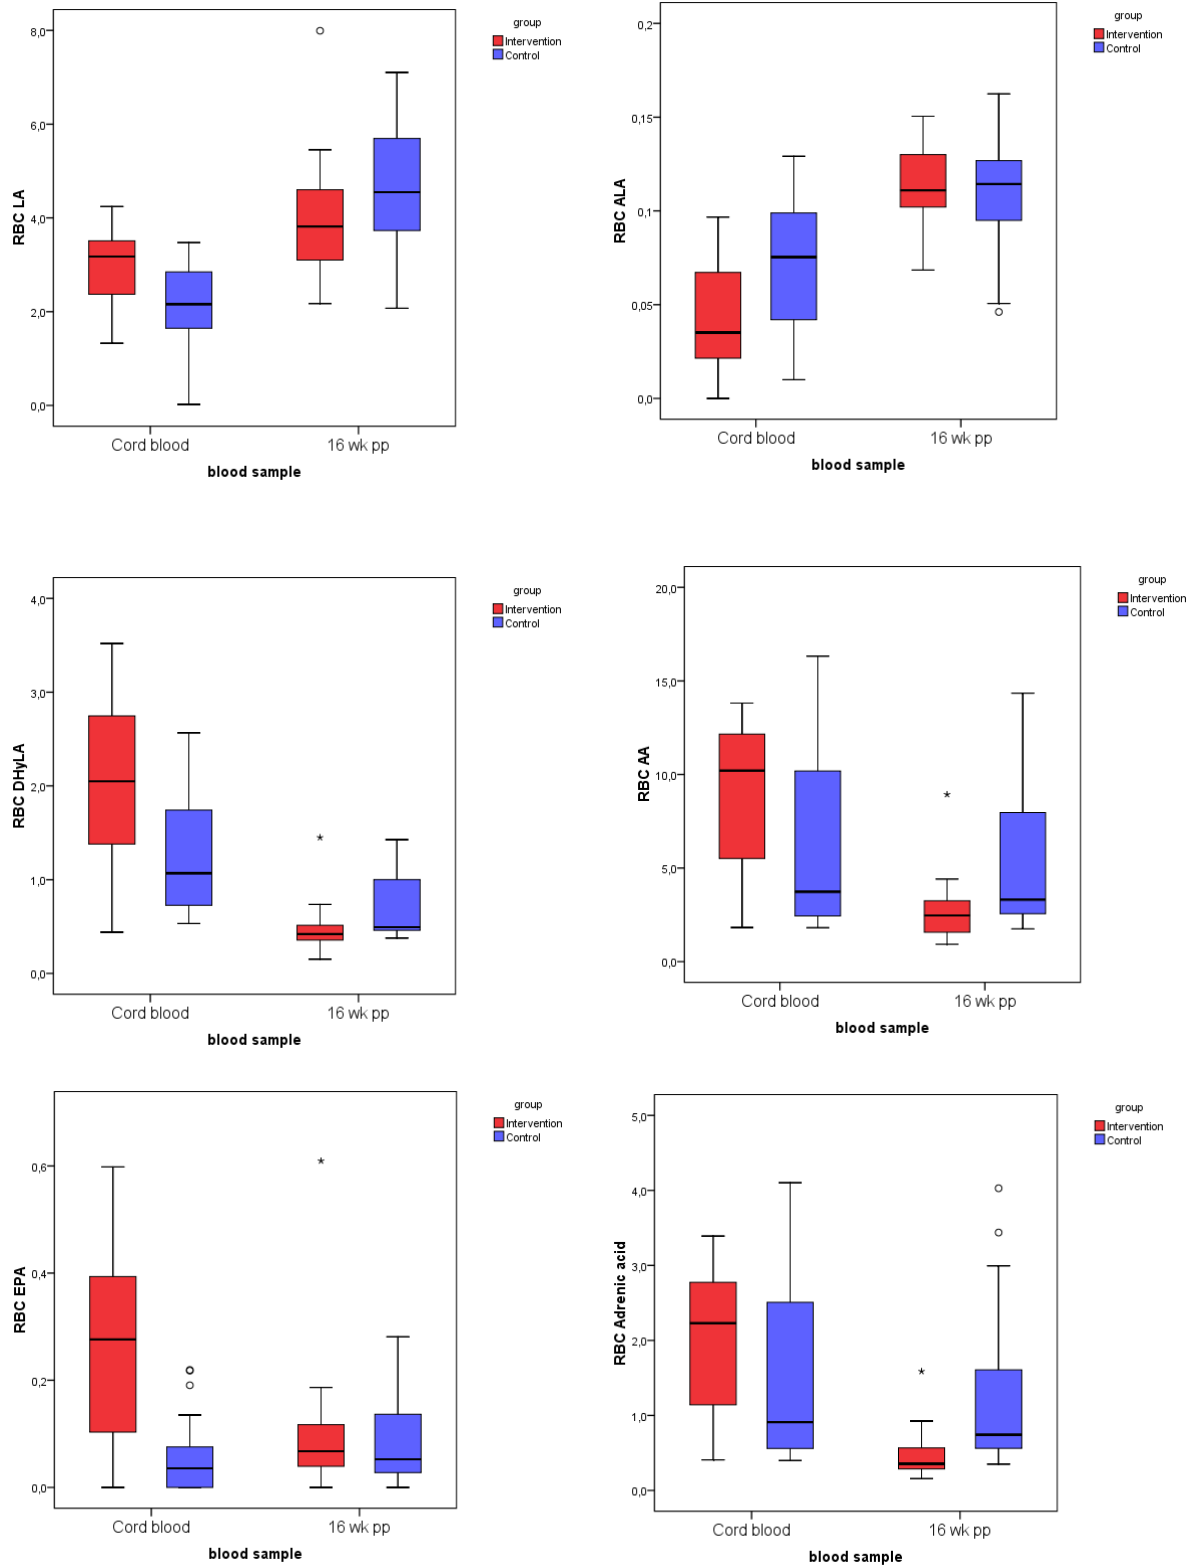 group
Intervention
Control
8,0
6,0
4,0
2,0
0,0
RBC LA
Cord blood
16 wk pp
blood sample
group
Intervention
Control
0,2
0,15
0,1
0,05
0,0
RBC ALA
Cord blood
16 wk pp
blood sample
group
Intervention
Control
4,0
3,0
2,0
1,0
0,0
RBC DHyLA
Cord blood
16 wk pp
blood sample
group
Intervention
Control
20,0
15,0
10,0
5,0
0,0
RBC AA
Cord blood
16 wk pp
blood sample
group
Intervention
Control
0,6
0,4
0,2
0,0
RBC EPA
Cord blood
16 wk pp
blood sample
group
Intervention
Control
5,0
4,0
3,0
2,0
1,0
0,0
RBC Adrenic acid
Cord blood
16 wk pp
blood sample